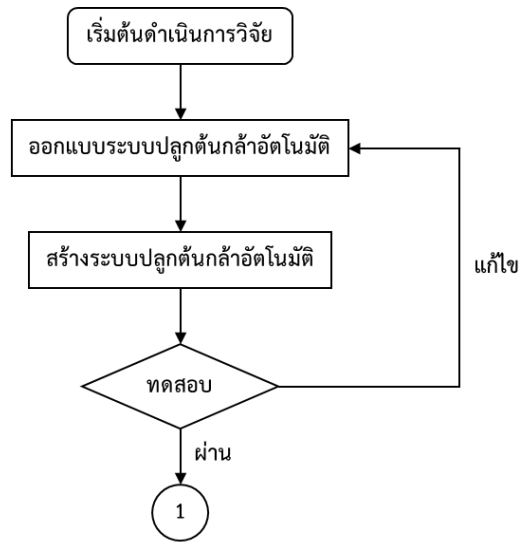 เริ่มต้นดำเนินการวิจัย
ออกแบบระบบปลูกต้นกล้าอัตโนมัติ
สร้างระบบปลูกต้นกล้าอัตโนมัติ
แก้ไข
ทดสอบ
ผ่าน
1